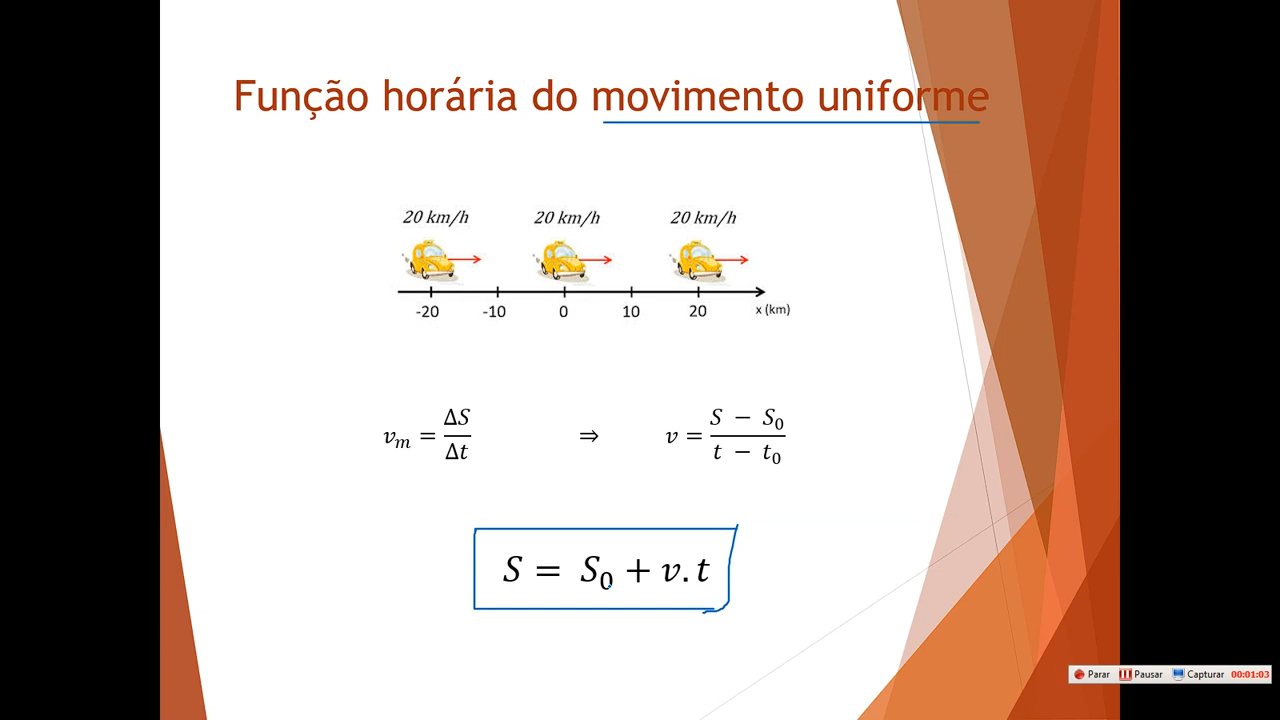 Função horária do movimento uniforme
20 km/h 20 km/h 20 km/h
-20 -10 0 10 20 x (km)
v_m = ΔS/Δt ⇒ v = (S − S_0)/(t − t_0)
S = S_0 + v.t
Parar Pausar Capturar 00:01:03